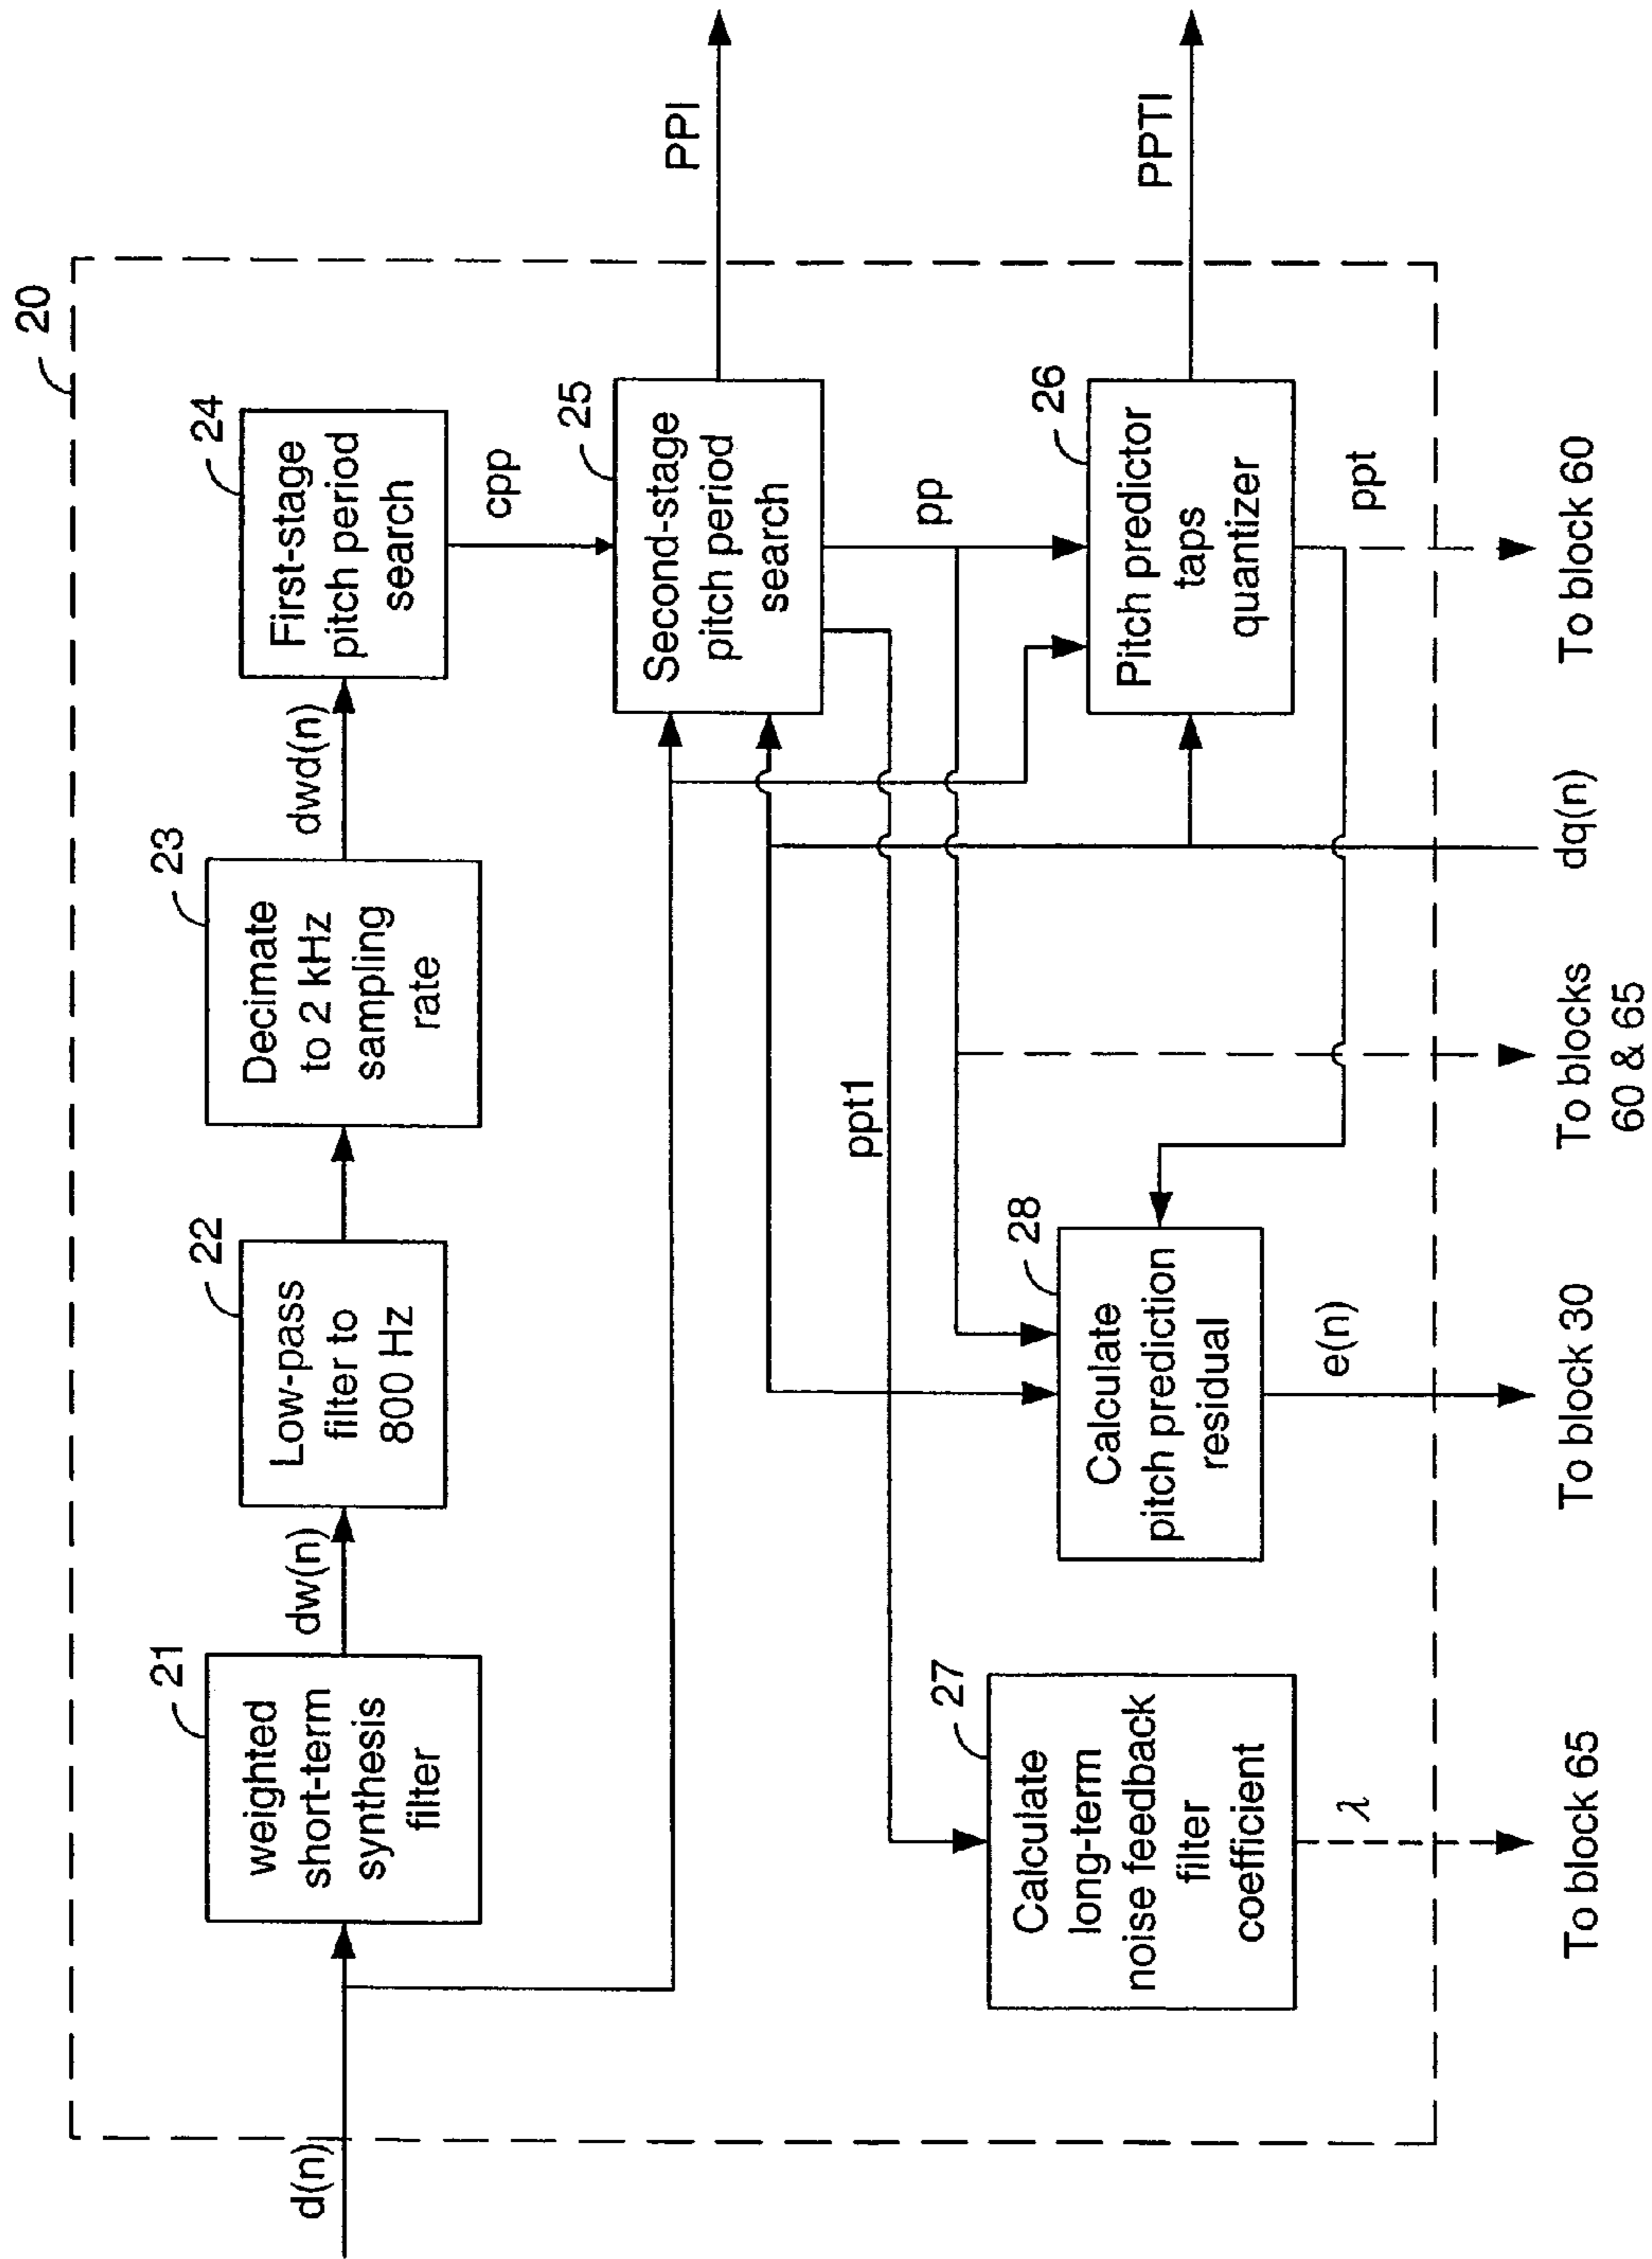 20
d(n)
21
weighted
short-term
synthesis
filter
dw(n)
22
Low-pass
filter to
800 Hz
23
Decimate
to 2 kHz
sampling
rate
dwd(n)
24
First-stage
pitch period
search
cpp
25
Second-stage
pitch period
search
PPI
ppt1
pp
27
Calculate
long-term
noise feedback
filter
coefficient
λ
28
Calculate
pitch prediction
residual
e(n)
26
Pitch predictor
taps
quantizer
PPTI
ppt
To block 65
To block 30
To blocks
60 & 65
dq(n)
To block 60